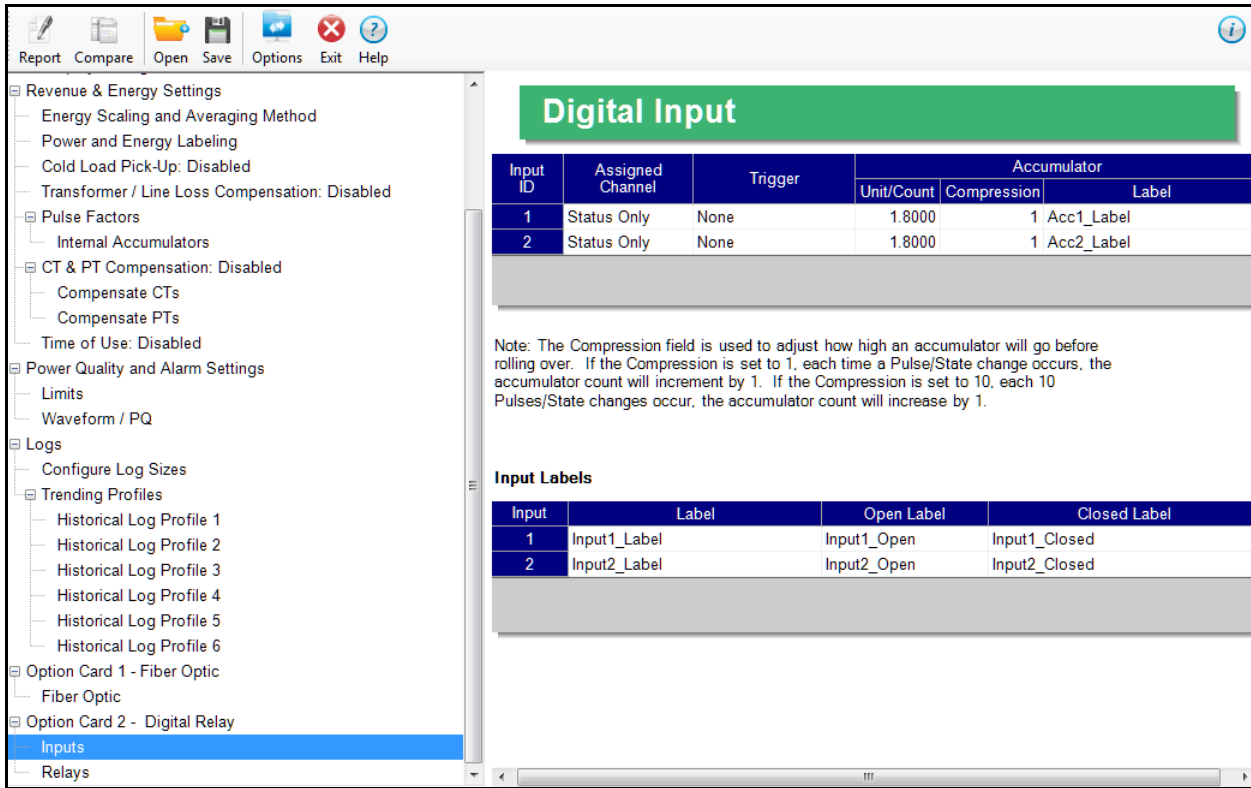 Report Compare Open Save Options Exit Help
Revenue & Energy Settings
Energy Scaling and Averaging Method
Power and Energy Labeling
Cold Load Pick-Up: Disabled
Transformer / Line Loss Compensation: Disabled
Pulse Factors
Internal Accumulators
CT & PT Compensation: Disabled
Compensate CTs
Compensate PTs
Time of Use: Disabled
Power Quality and Alarm Settings
Limits
Waveform / PQ
Logs
Configure Log Sizes
Trending Profiles
Historical Log Profile 1
Historical Log Profile 2
Historical Log Profile 3
Historical Log Profile 4
Historical Log Profile 5
Historical Log Profile 6
Option Card 1 - Fiber Optic
Fiber Optic
Option Card 2 - Digital Relay
Inputs
Relays
Digital Input
Input ID Assigned Channel Trigger Accumulator
Unit/Count Compression Label
1 Status Only None 1.8000 1 Acc1_Label
2 Status Only None 1.8000 1 Acc2_Label
Note: The Compression field is used to adjust how high an accumulator will go before
rolling over. If the Compression is set to 1, each time a Pulse/State change occurs, the
accumulator count will increment by 1. If the Compression is set to 10, each 10
Pulses/State changes occur, the accumulator count will increase by 1.
Input Labels
Input Label Open Label Closed Label
1 Input1_Label Input1_Open Input1_Closed
2 Input2_Label Input2_Open Input2_Closed